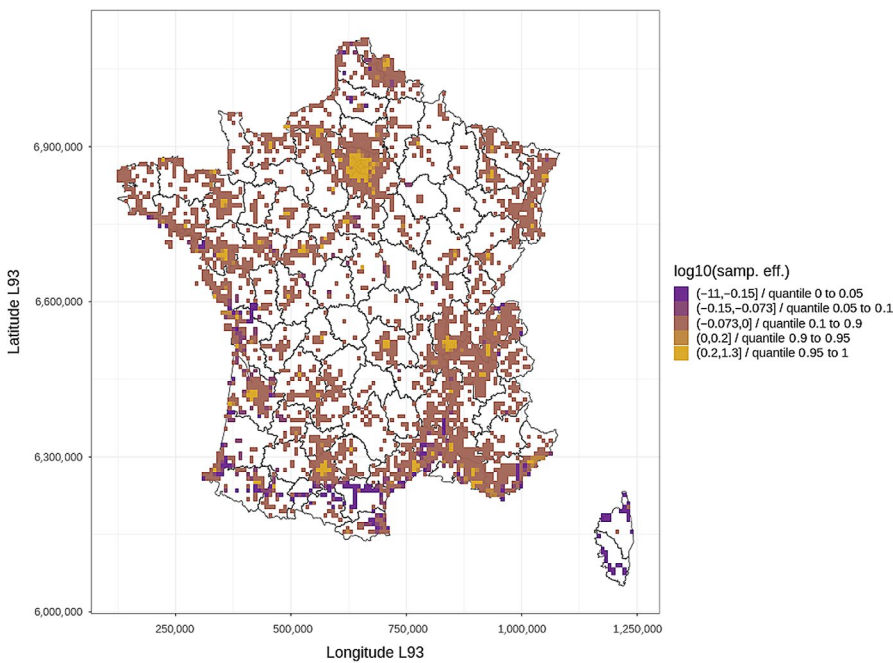 6,900,000
6,600,000
6,300,000
6,000,000
Latitude L93
250,000
500,000
750,000
1,000,000
1,250,000
Longitude L93
log10(samp. eff.)
(−11,−0.15] / quantile 0 to 0.05
(−0.15,−0.073] / quantile 0.05 to 0.1
(−0.073,0] / quantile 0.1 to 0.9
(0,0.2] / quantile 0.9 to 0.95
(0.2,1.3] / quantile 0.95 to 1